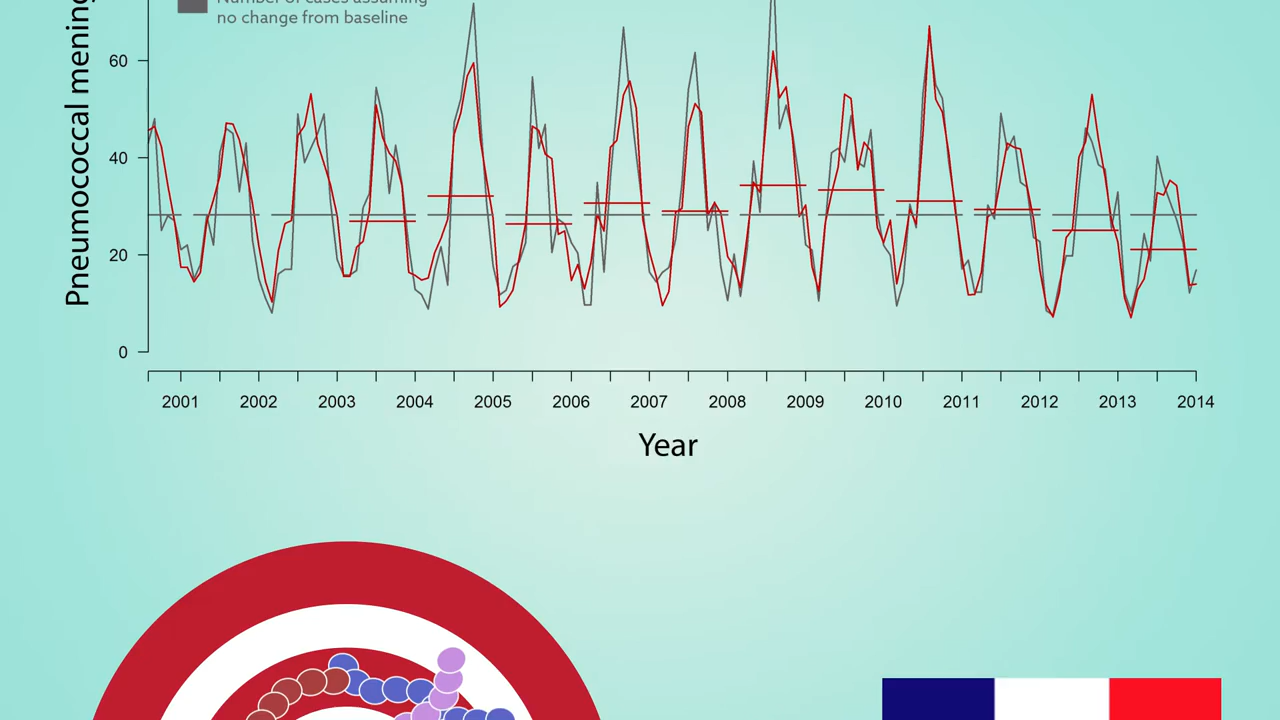 Number of cases assuming
no change from baseline
Pneumococcal mening
60
40
20
0
2001 2002 2003 2004 2005 2006 2007 2008 2009 2010 2011 2012 2013 2014
Year